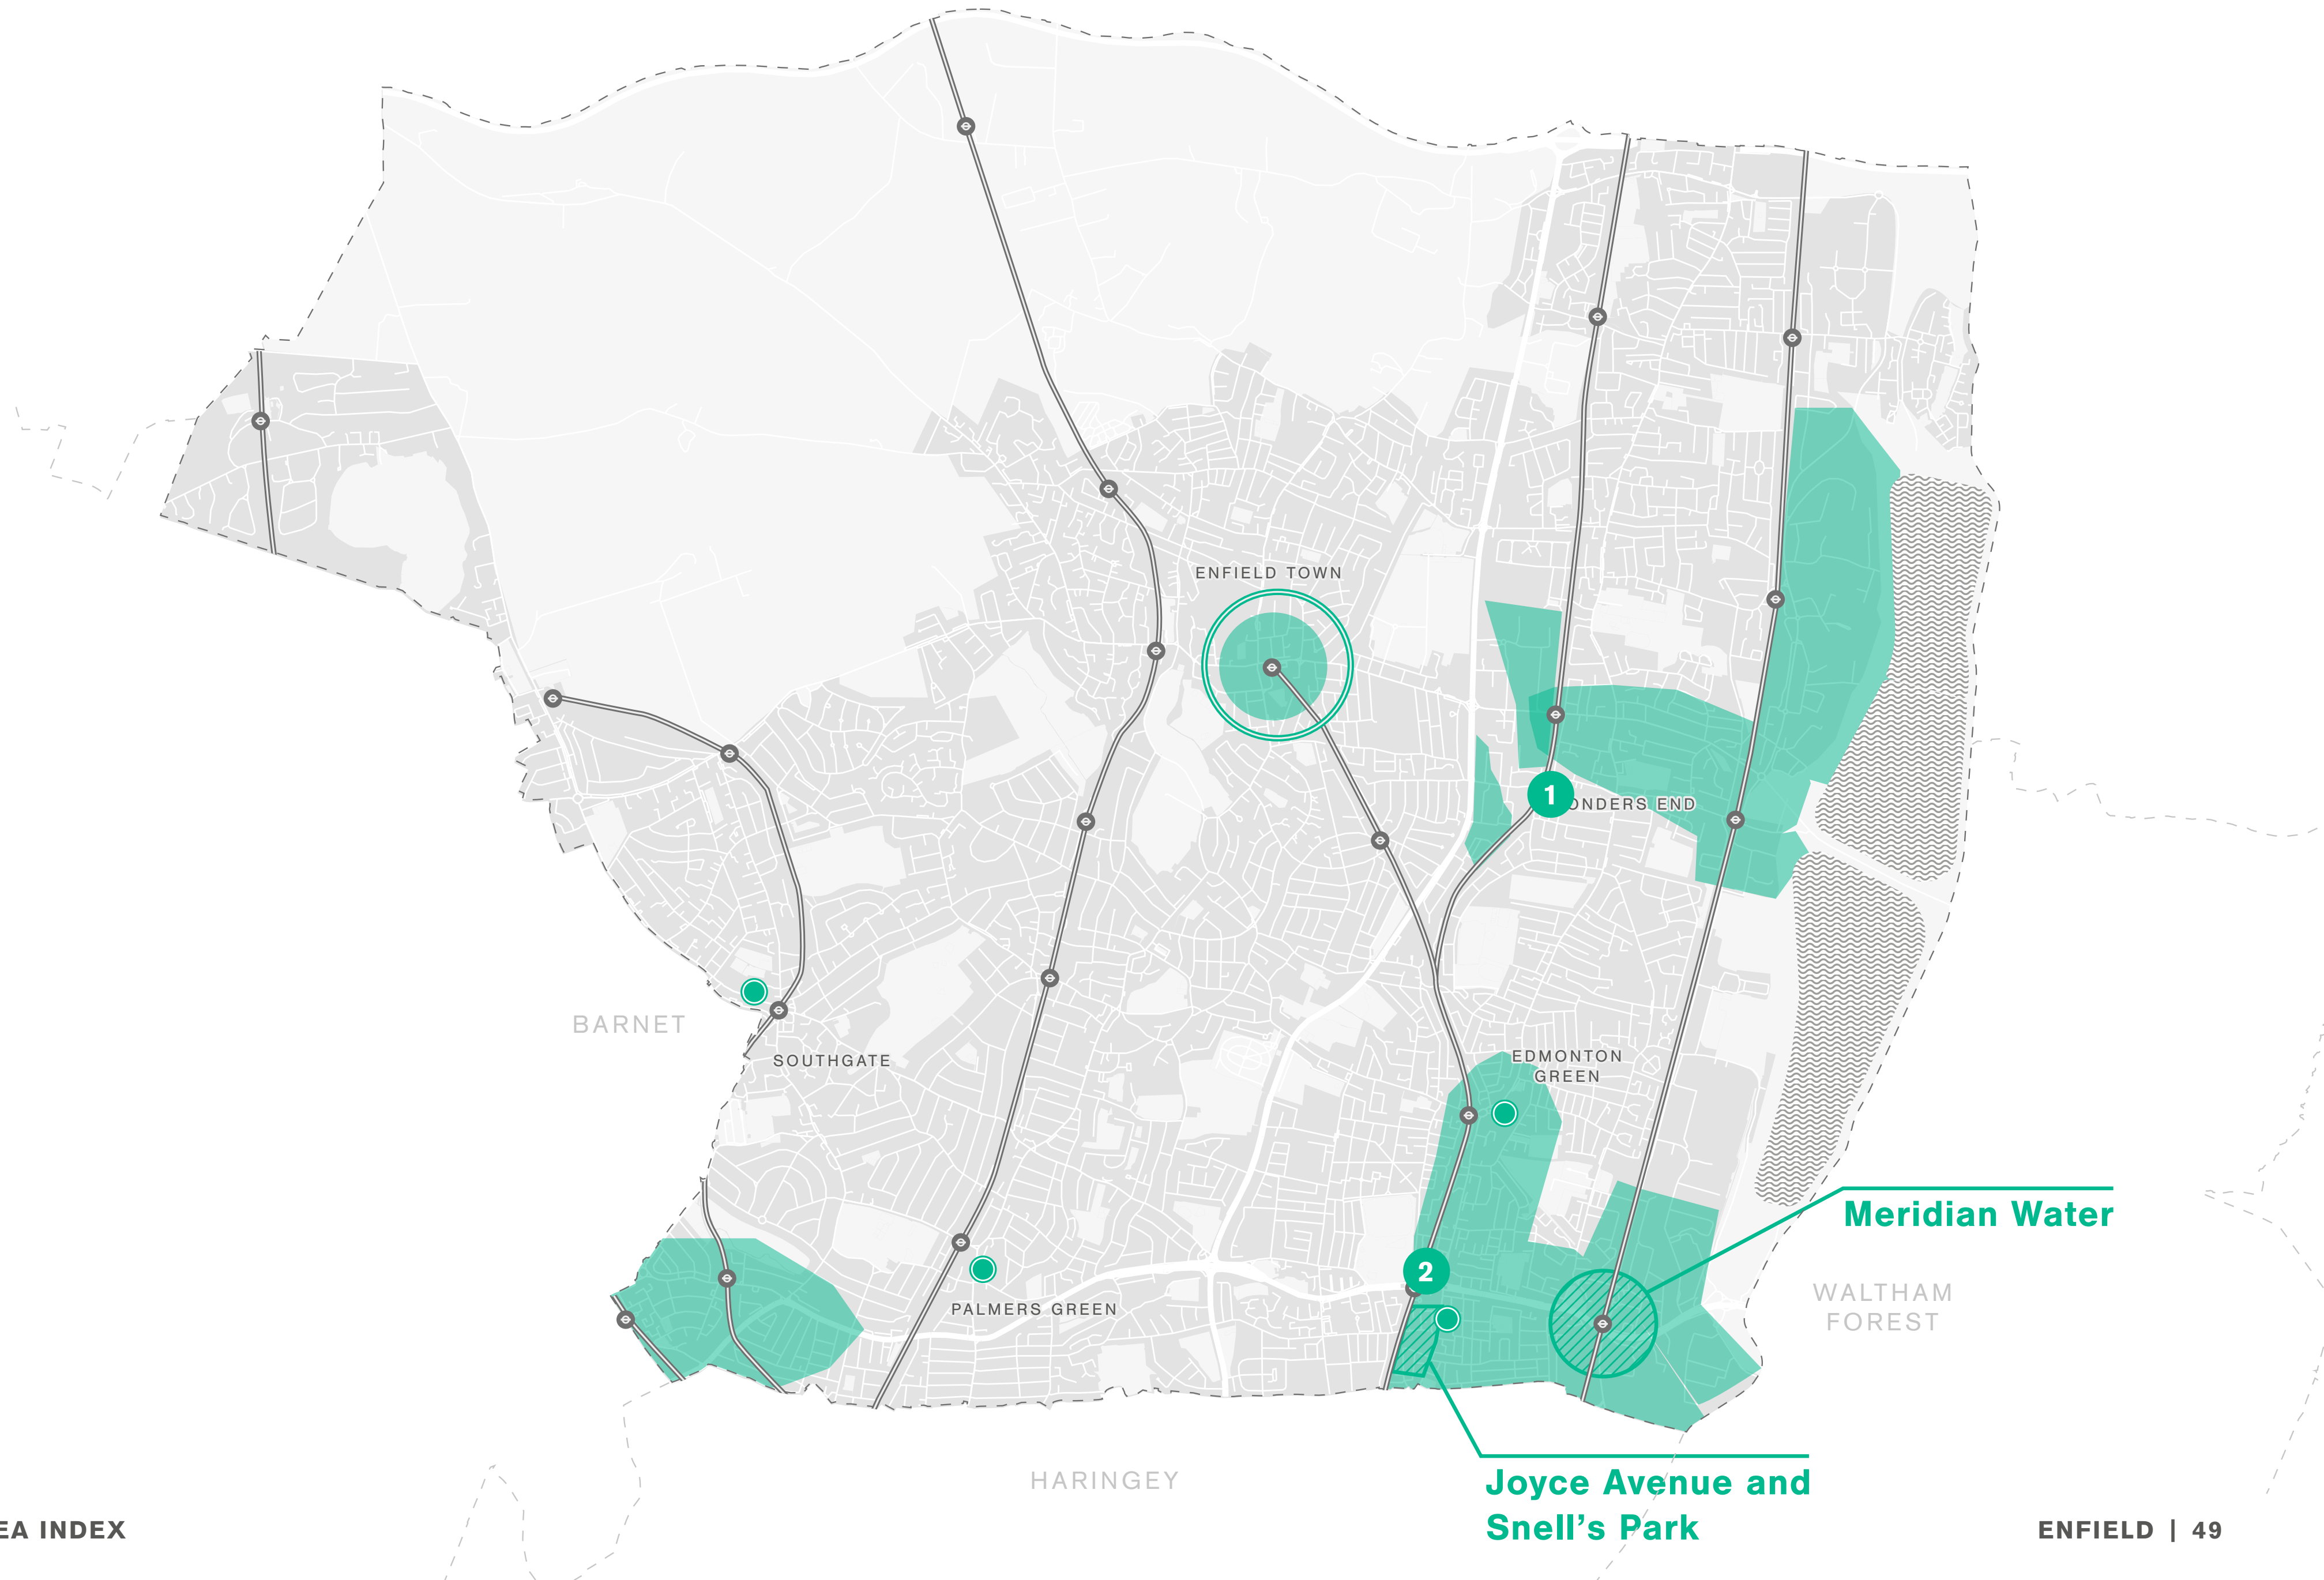 ENFIELD TOWN
1
ONDERS END
BARNET
SOUTHGATE
EDMONTON
GREEN
Meridian Water
2
PALMERS GREEN
WALTHAM
FOREST
HARINGEY
Joyce Avenue and
Snell’s Park
EA INDEX
ENFIELD | 49